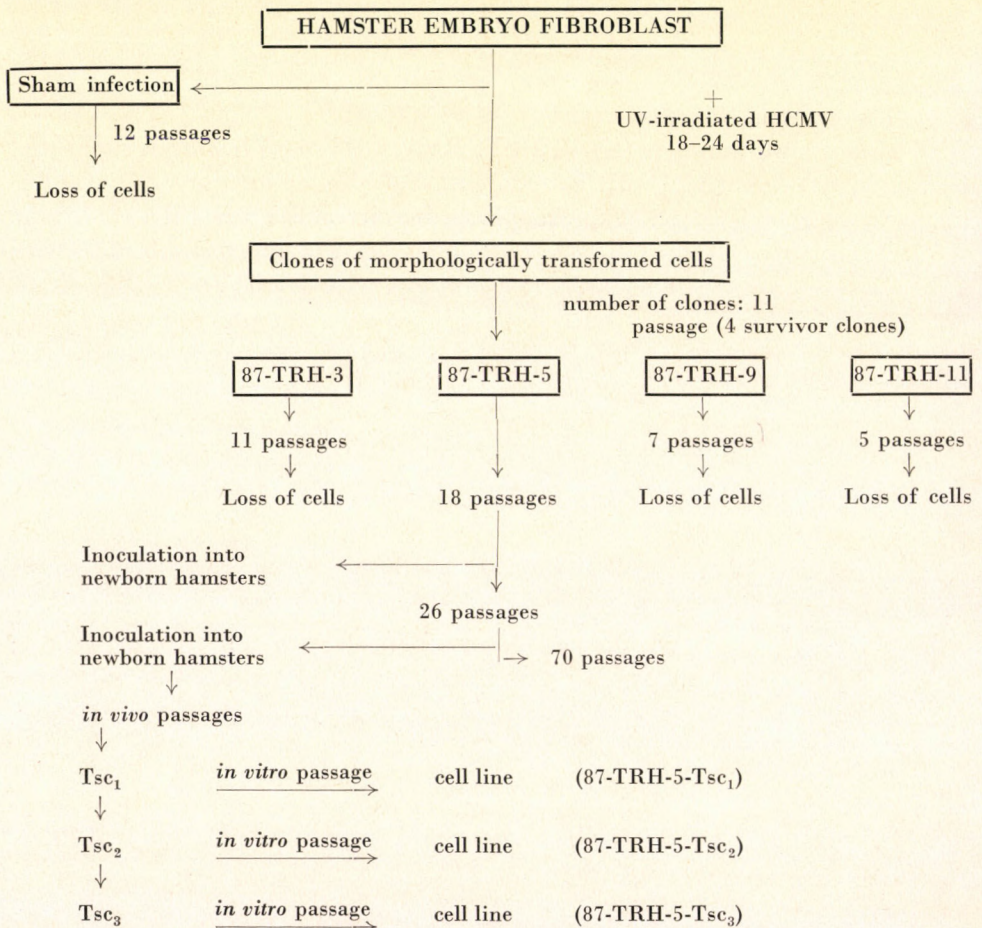 HAMSTER EMBRYO FIBROBLAST
Sham infection
+
UV-irradiated HCMV
18–24 days
12 passages
Loss of cells
Clones of morphologically transformed cells
number of clones: 11
passage (4 survivor clones)
87-TRH-3 87-TRH-5 87-TRH-9 87-TRH-11
11 passages 7 passages 5 passages
Loss of cells 18 passages Loss of cells Loss of cells
Inoculation into
newborn hamsters
26 passages
Inoculation into
newborn hamsters
70 passages
in vivo passages
Tsc₁ in vitro passage cell line (87-TRH-5-Tsc₁)
Tsc₂ in vitro passage cell line (87-TRH-5-Tsc₂)
Tsc₃ in vitro passage cell line (87-TRH-5-Tsc₃)